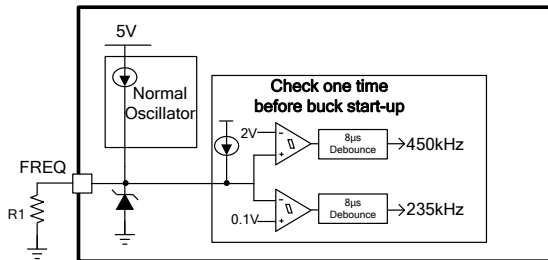 5V
Normal
Oscillator
Check one time
before buck start-up
2V
−
+
8µs
Debounce
450kHz
FREQ
R1
−
+
0.1V
8µs
Debounce
235kHz